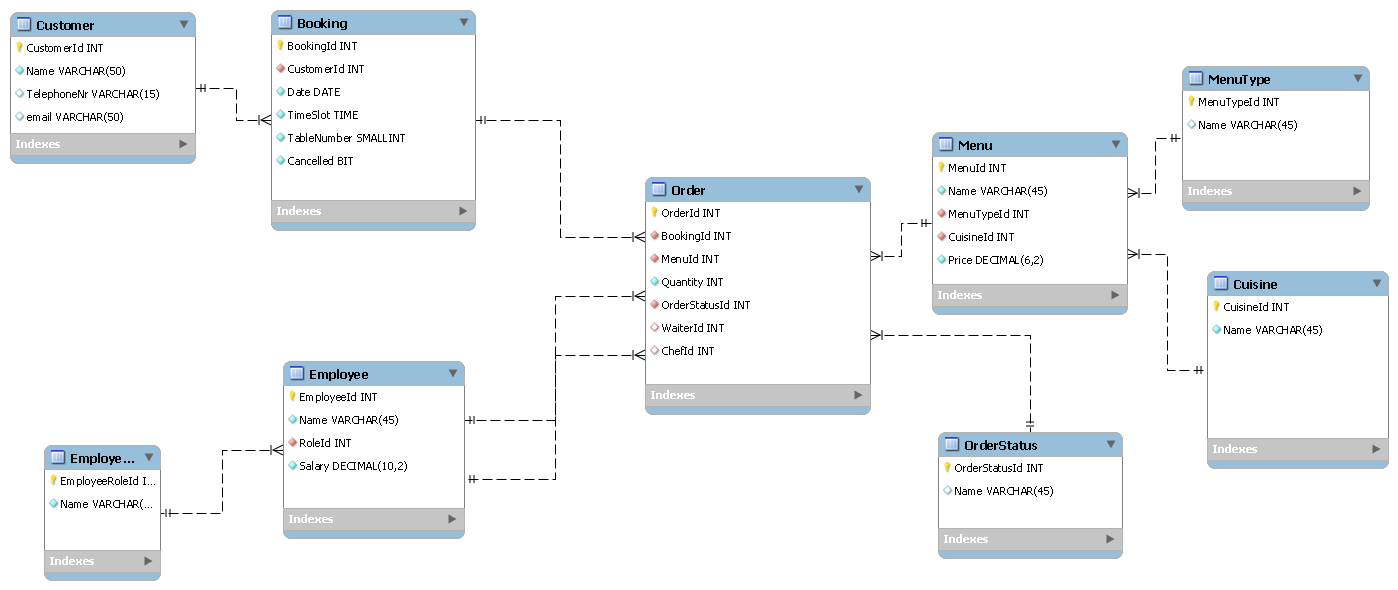 Customer
CustomerId INT
Name VARCHAR(50)
TelephoneNr VARCHAR(15)
email VARCHAR(50)
Indexes
Booking
BookingId INT
CustomerId INT
Date DATE
TimeSlot TIME
TableNumber SMALLINT
Cancelled BIT
Indexes
Order
OrderId INT
BookingId INT
MenuId INT
Quantity INT
OrderStatusId INT
WaiterId INT
ChefId INT
Indexes
Menu
MenuId INT
Name VARCHAR(45)
MenuTypeId INT
CuisineId INT
Price DECIMAL(6,2)
Indexes
MenuType
MenuTypeId INT
Name VARCHAR(45)
Indexes
Cuisine
CuisineId INT
Name VARCHAR(45)
Indexes
Employee
EmployeeId INT
Name VARCHAR(45)
RoleId INT
Salary DECIMAL(10,2)
Indexes
Employe...
EmployeeRoleId I...
Name VARCHAR(...
Indexes
OrderStatus
OrderStatusId INT
Name VARCHAR(45)
Indexes